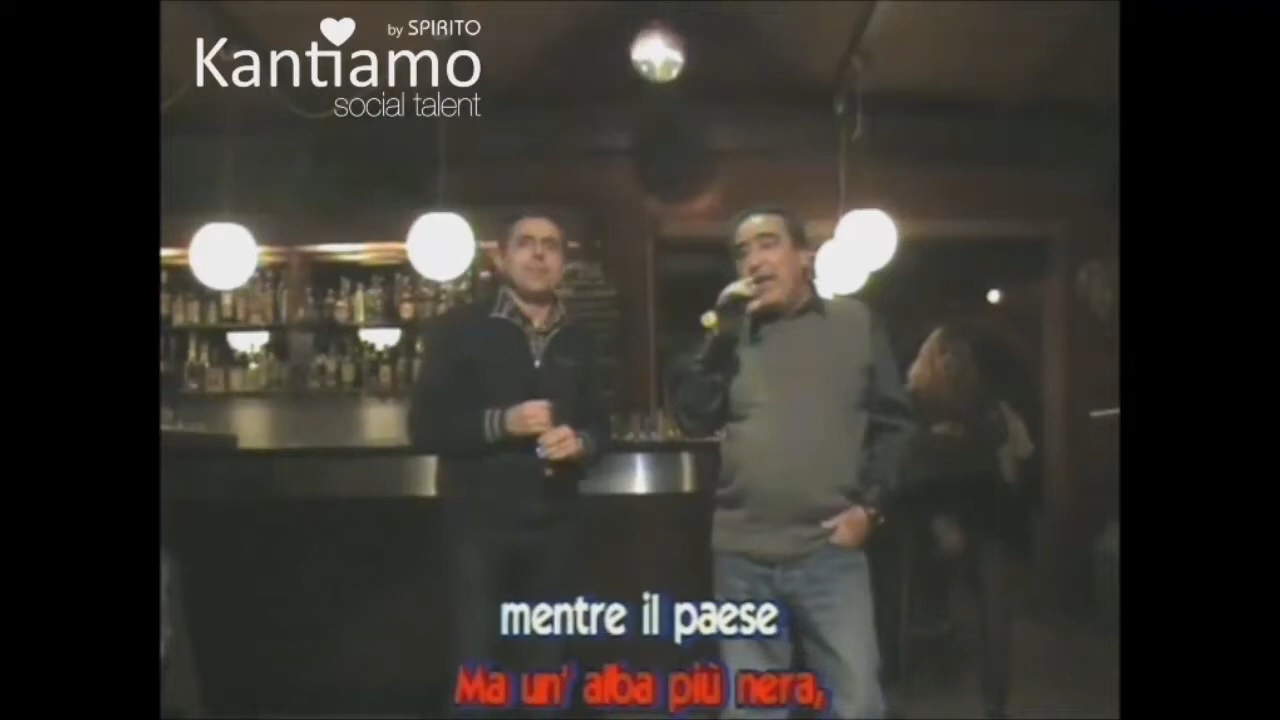 by SPIRITO
Kantiamo
social talent
mentre il paese
Ma un' alba più nera,